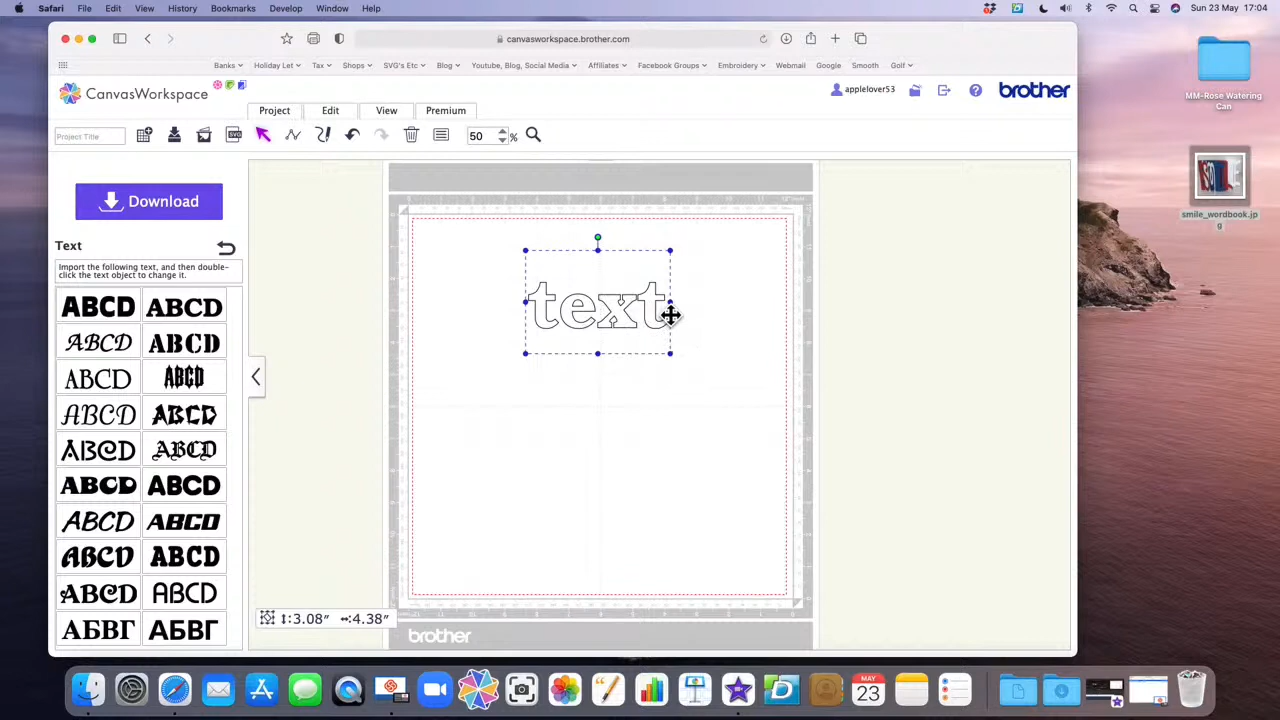 Safari File Edit View History Bookmarks Develop Window Help
Sun 23 May 17:04
canvasworkspace.brother.com
Banks Holiday Let Tax Shops SVG's Etc Blog Youtube, Blog, Social Media Affiliates Facebook Groups Embroidery Webmail Google Smooth Golf
CanvasWorkspace
applelover53
brother
Project Edit View Premium
Project Title
SVG
50 %
Download
Text
Import the following text, and then double-
click the text object to change it.
ABCD ABCD
ABCD ABCD
ABCD ABCD
ABCD ABCD
ABCD ABCD
ABCD ABCD
ABCD ABCD
ABCD ABCD
ABCD ABCD
АБВГ АБВГ
text
3.08" 4.38"
brother
MM-Rose Watering
Can
smile_wordbook.jp
g
MAY
23